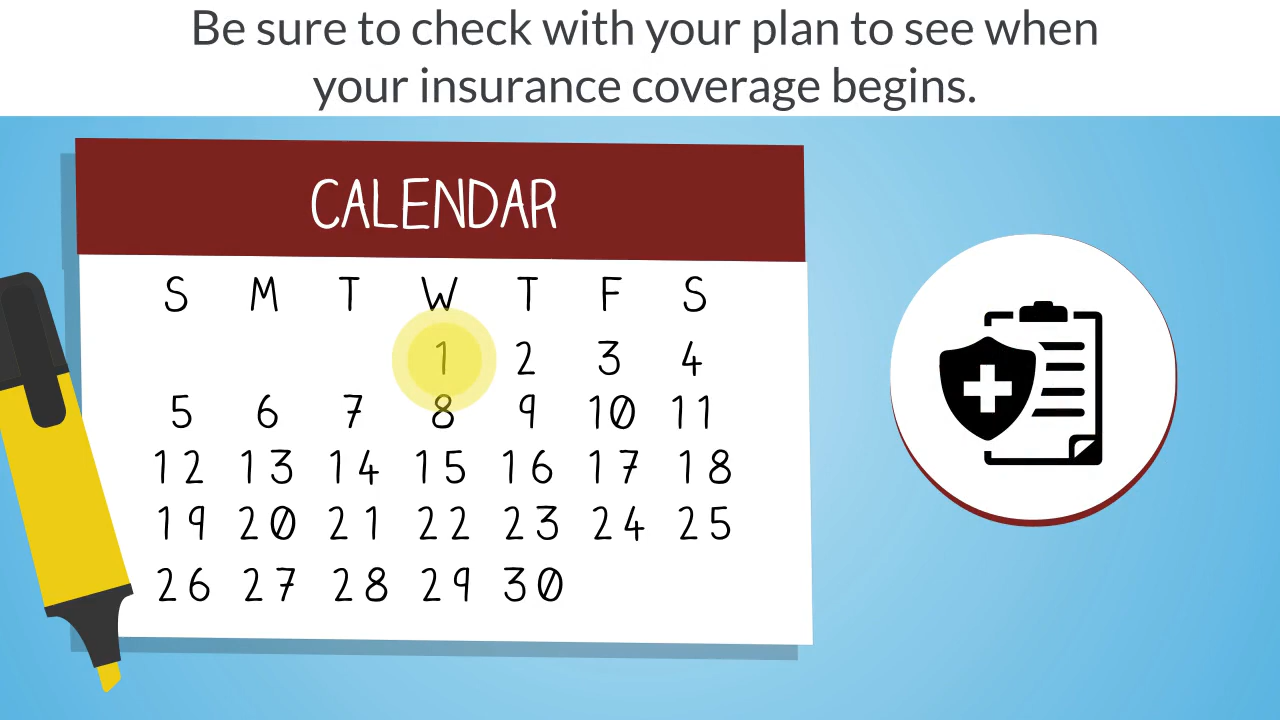 Be sure to check with your plan to see when
your insurance coverage begins.
CALENDAR
S M T W T F S
1 2 3 4
5 6 7 8 9 10 11
12 13 14 15 16 17 18
19 20 21 22 23 24 25
26 27 28 29 30